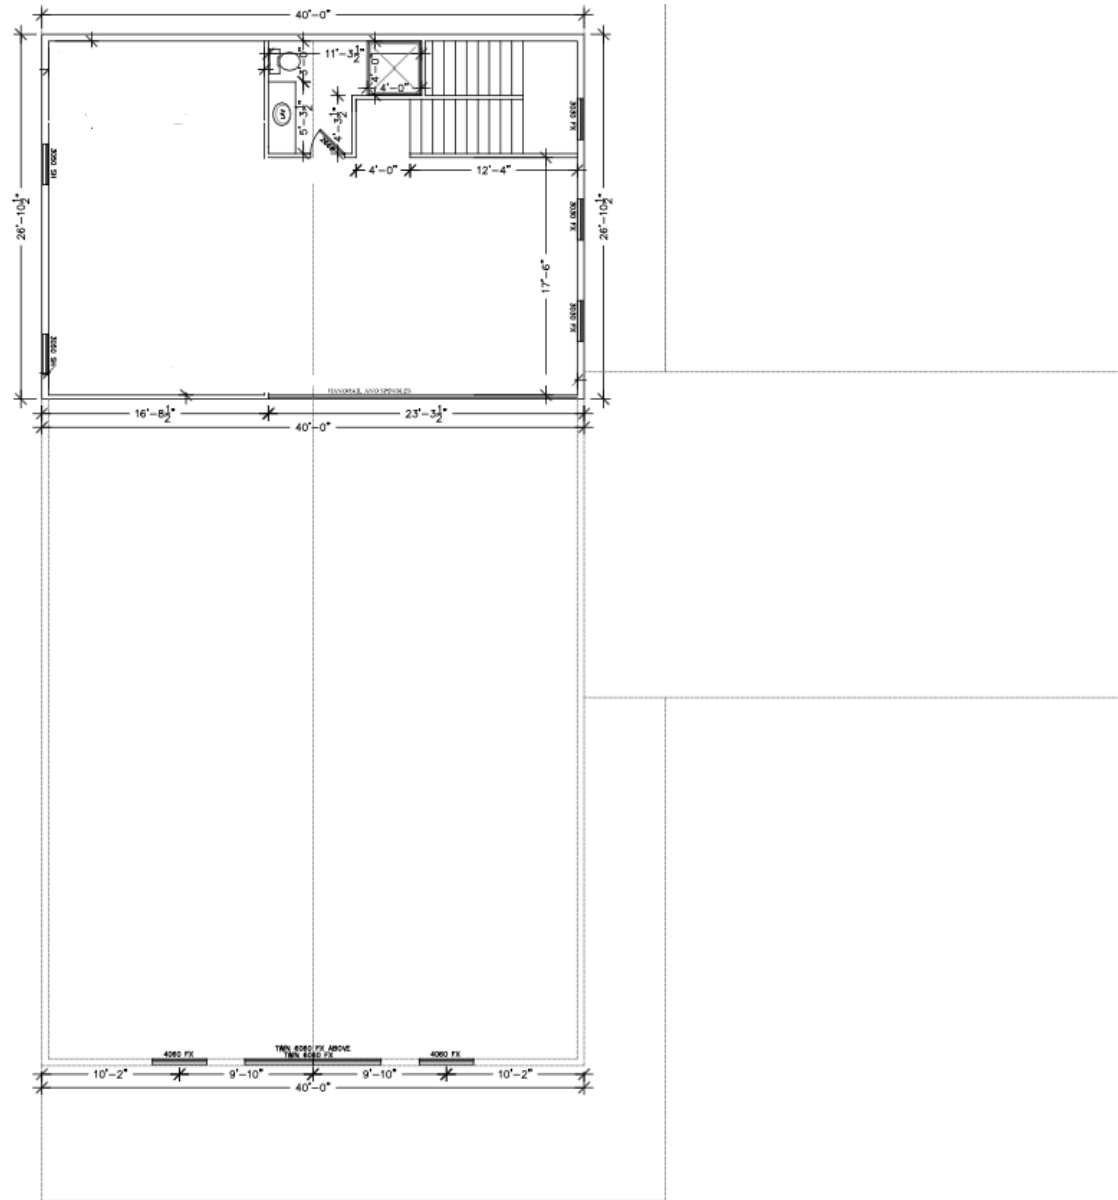 40'-0"
11'-3½"
3'-0"
4'-0"
4'-0"
LAV
5'-3½"
4'-3½"
3030 FX
3050 SH
4'-0"
12'-4"
26'-10½"
26'-10½"
3030 FX
17'-6"
3030 FX
3050 SH
HANDRAIL AND SPINDLES
16'-8½"
23'-3½"
40'-0"
TWIN 6060 FX ABOVE
4060 FX
TWIN 6060 FX
4060 FX
10'-2"
9'-10"
9'-10"
10'-2"
40'-0"